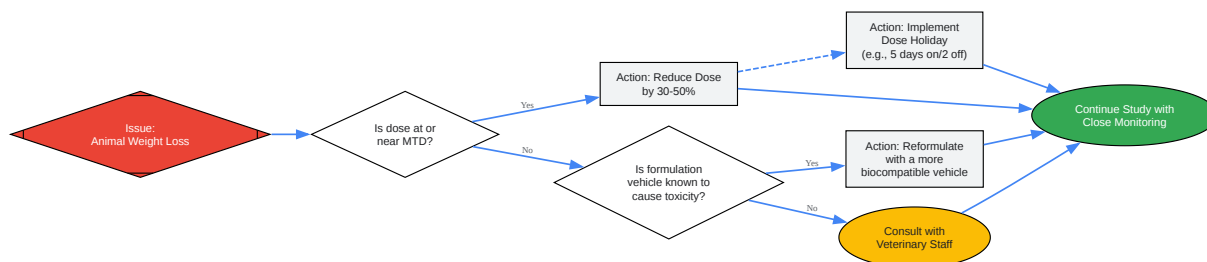 Issue:
Animal Weight Loss
Is dose at or
near MTD?
Yes
No
Action: Reduce Dose
by 30-50%
Action: Implement
Dose Holiday
(e.g., 5 days on/2 off)
Is formulation
vehicle known to
cause toxicity?
Yes
No
Action: Reformulate
with a more
biocompatible vehicle
Consult with
Veterinary Staff
Continue Study with
Close Monitoring